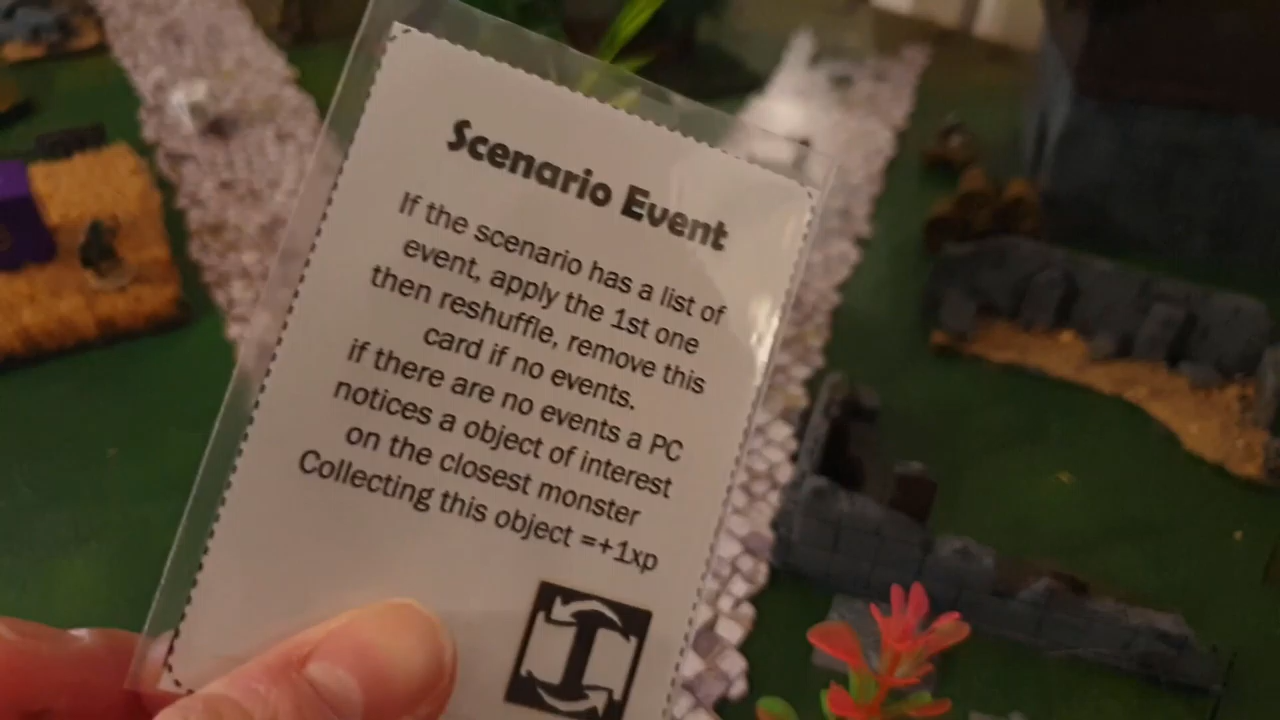 Scenario Event
If the scenario has a list of
event, apply the 1st one
then reshuffle, remove this
card if no events.
if there are no events a PC
notices a object of interest
on the closest monster
Collecting this object =+1xp